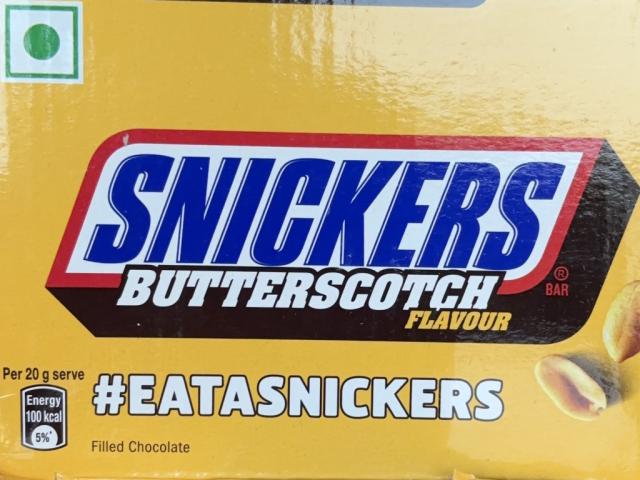 SNICKERS
®
BAR
BUTTERSCOTCH
FLAVOUR
Per 20 g serve
Energy
100 kcal
5%*
#EATASNICKERS
Filled Chocolate